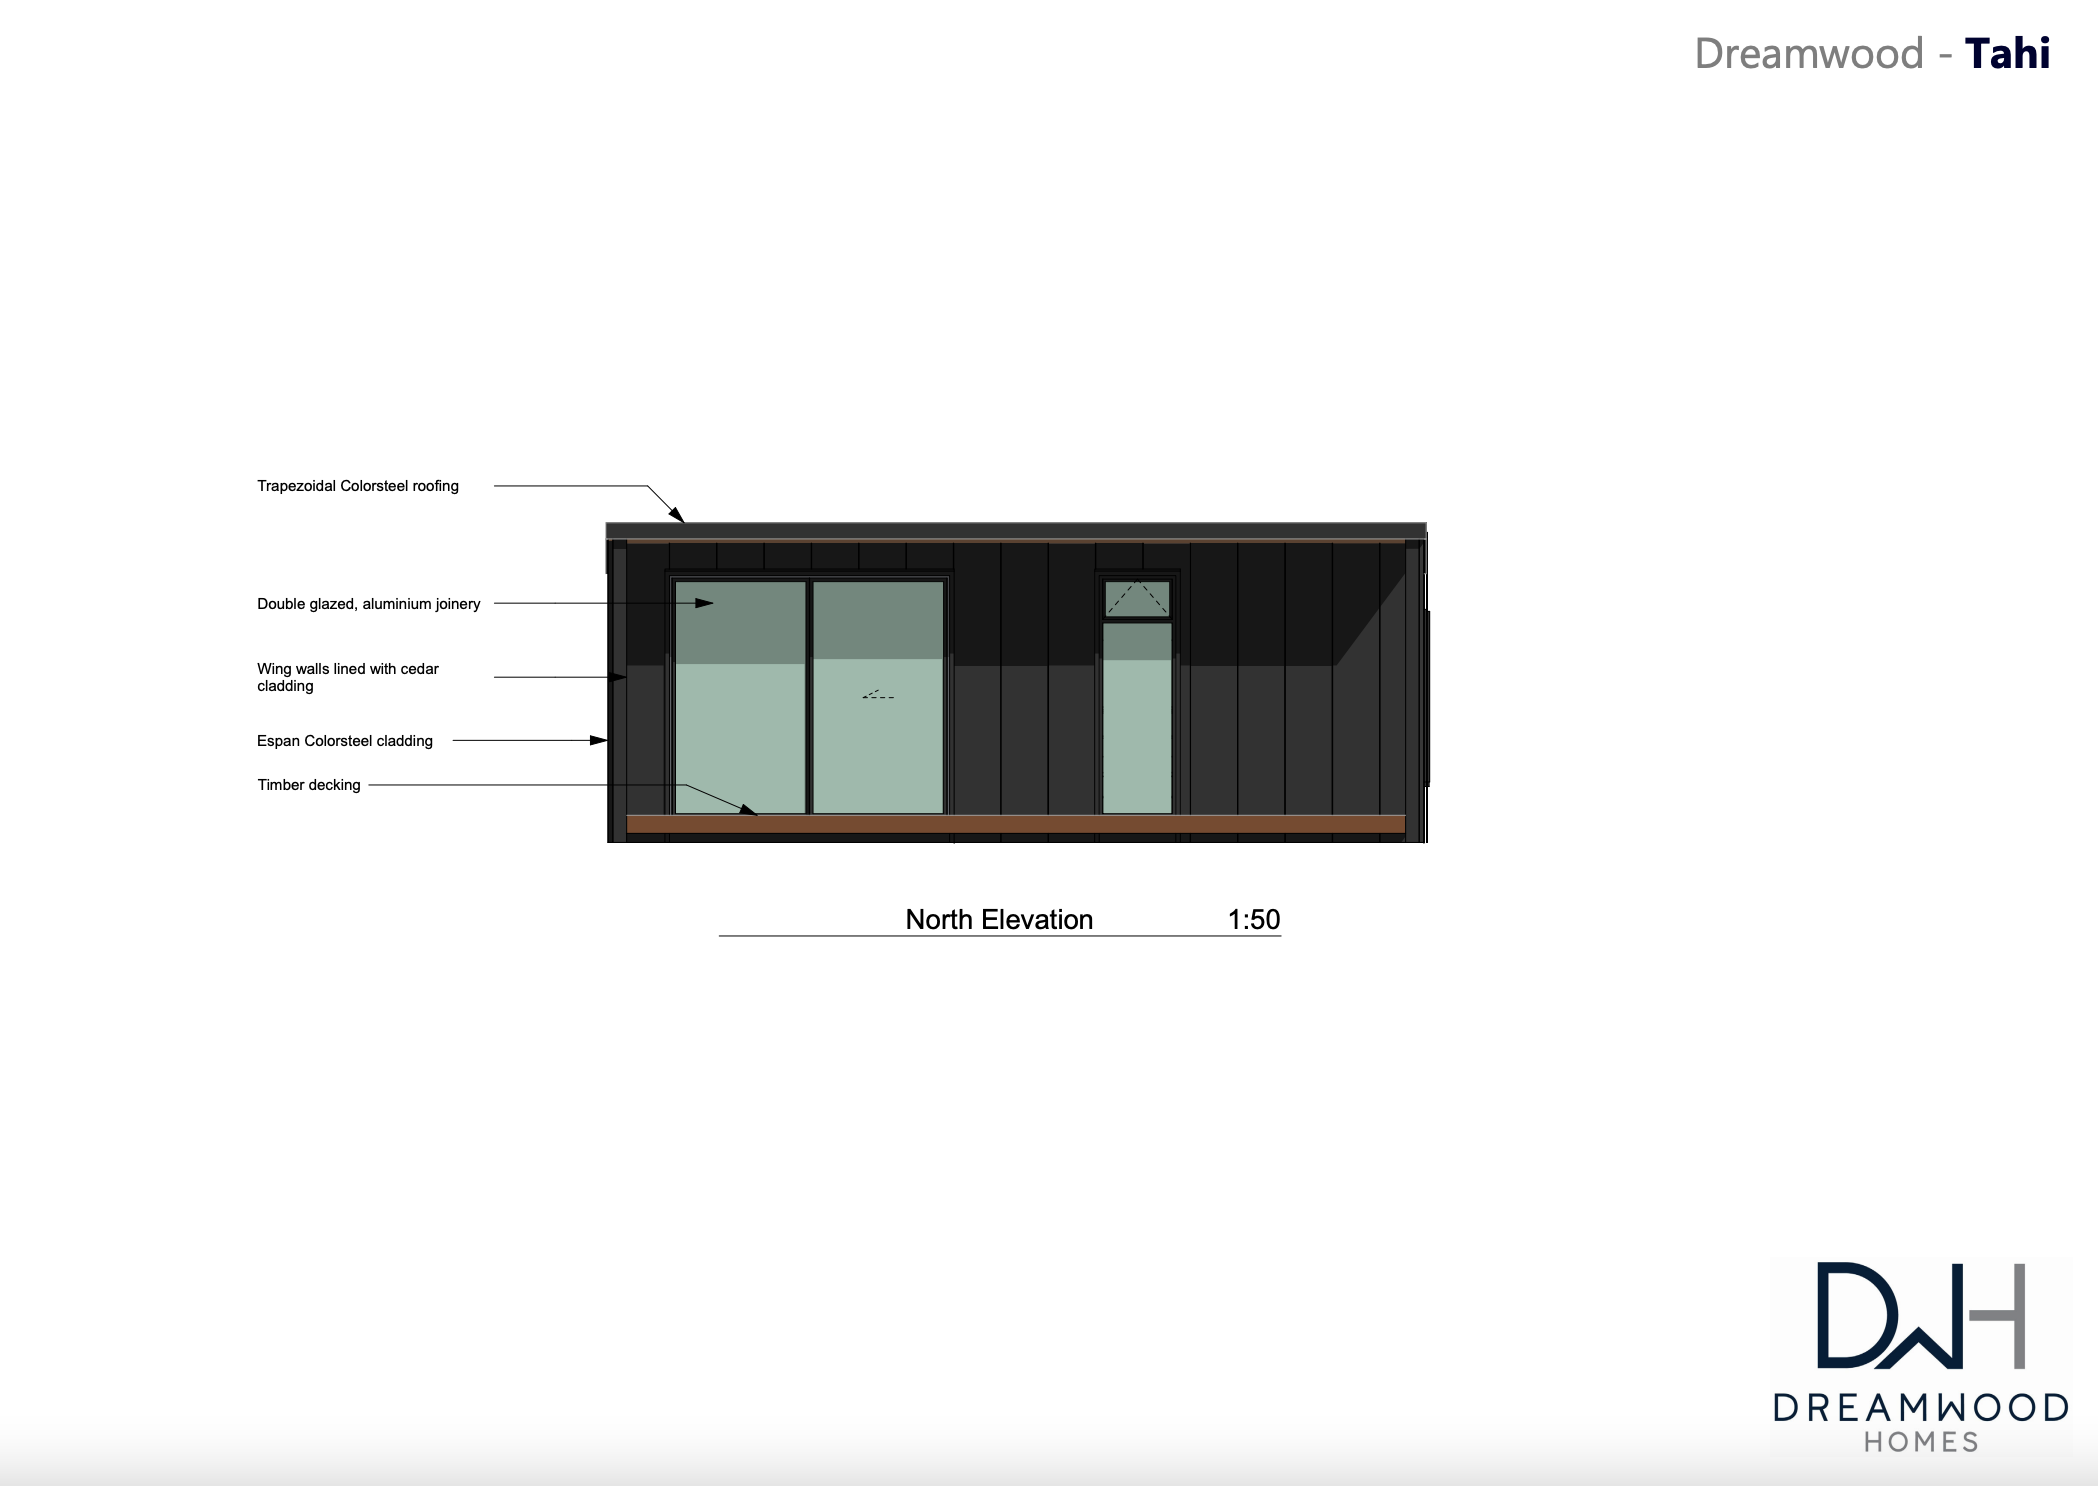 Dreamwood - Tahi
Trapezoidal Colorsteel roofing
Double glazed, aluminium joinery
Wing walls lined with cedar
cladding
Espan Colorsteel cladding
Timber decking
North Elevation 1:50
DWH
DREAMWOOD
HOMES